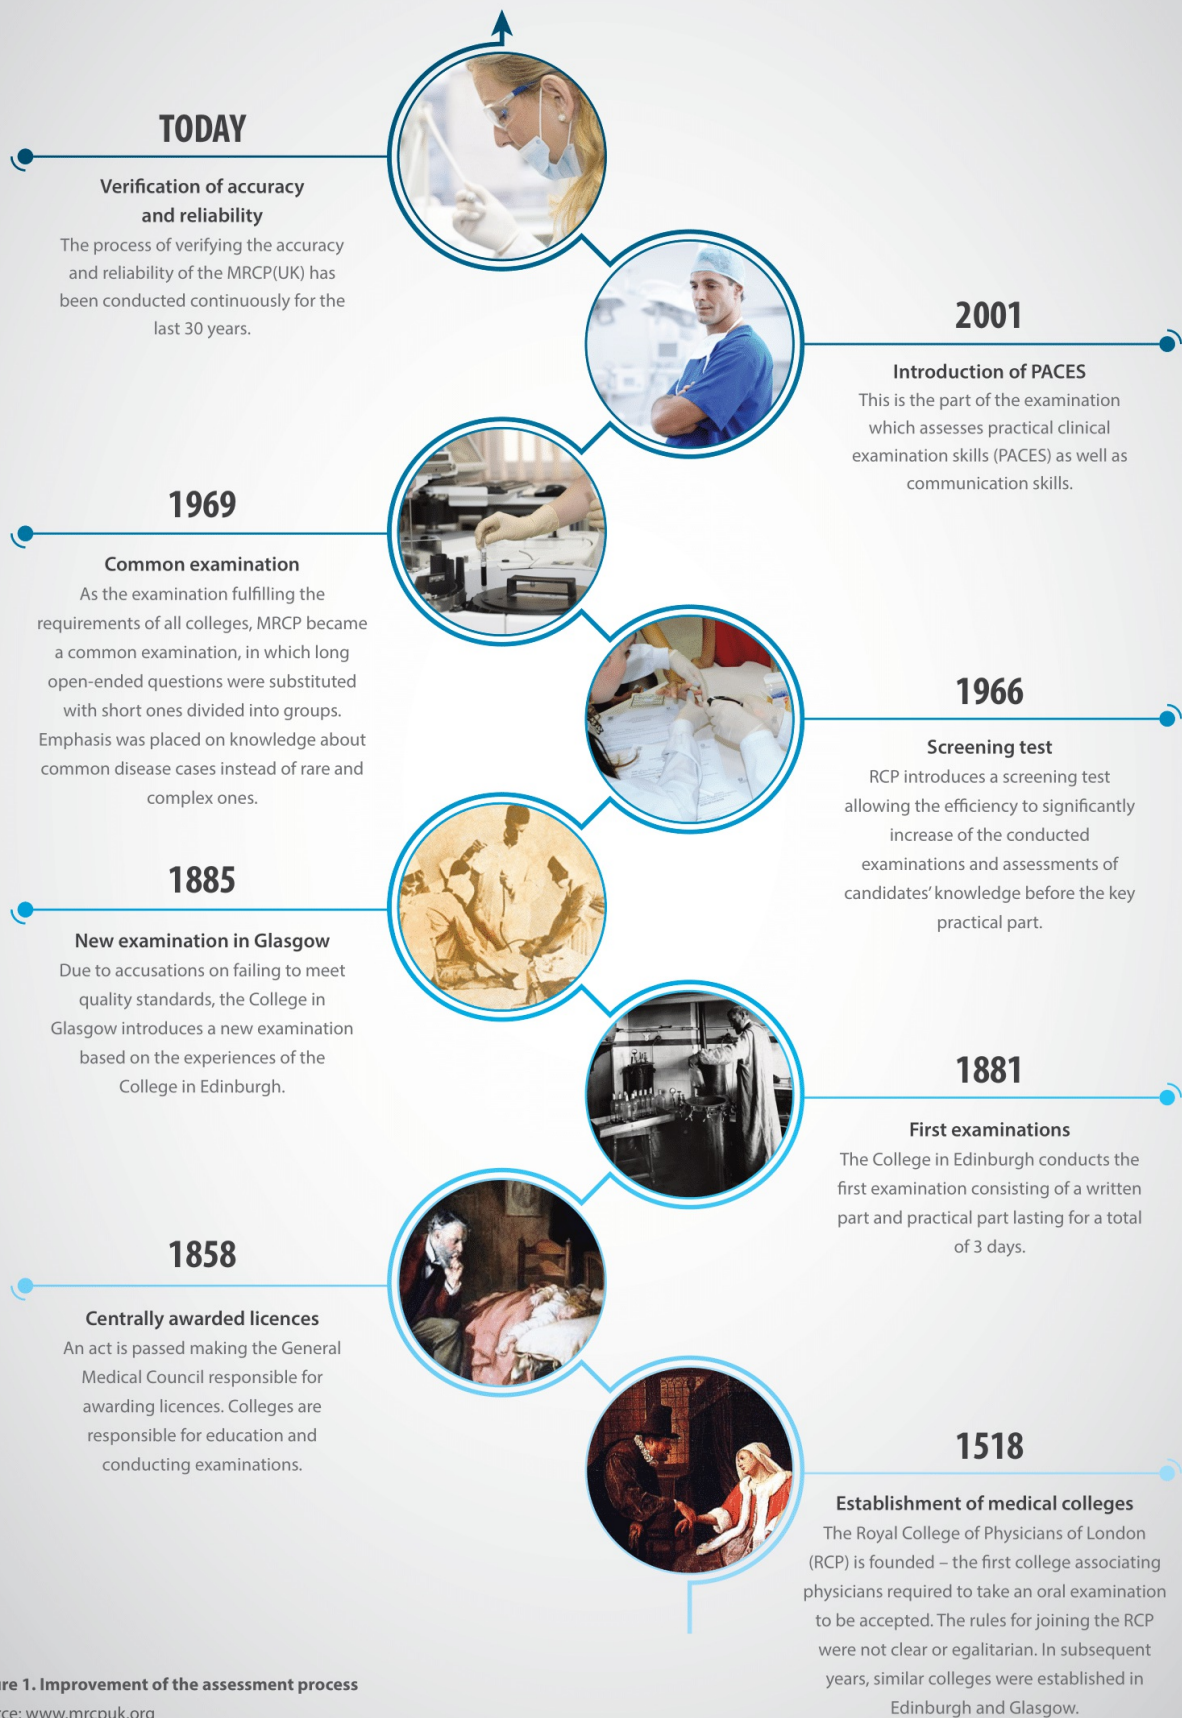 TODAY
Verification of accuracy
and reliability
The process of verifying the accuracy
and reliability of the MRCP(UK) has
been conducted continuously for the
last 30 years.
2001
Introduction of PACES
This is the part of the examination
which assesses practical clinical
examination skills (PACES) as well as
communication skills.
1969
Common examination
As the examination fulfilling the
requirements of all colleges, MRCP became
a common examination, in which long
open-ended questions were substituted
with short ones divided into groups.
Emphasis was placed on knowledge about
common disease cases instead of rare and
complex ones.
1966
Screening test
RCP introduces a screening test
allowing the efficiency to significantly
increase of the conducted
examinations and assessments of
candidates' knowledge before the key
practical part.
1885
New examination in Glasgow
Due to accusations on failing to meet
quality standards, the College in
Glasgow introduces a new examination
based on the experiences of the
College in Edinburgh.
1881
First examinations
The College in Edinburgh conducts the
first examination consisting of a written
part and practical part lasting for a total
of 3 days.
1858
Centrally awarded licences
An act is passed making the General
Medical Council responsible for
awarding licences. Colleges are
responsible for education and
conducting examinations.
1518
Establishment of medical colleges
The Royal College of Physicians of London
(RCP) is founded – the first college associating
physicians required to take an oral examination
to be accepted. The rules for joining the RCP
were not clear or egalitarian. In subsequent
years, similar colleges were established in
Edinburgh and Glasgow.
re 1. Improvement of the assessment process
rce: www.mrcpuk.org